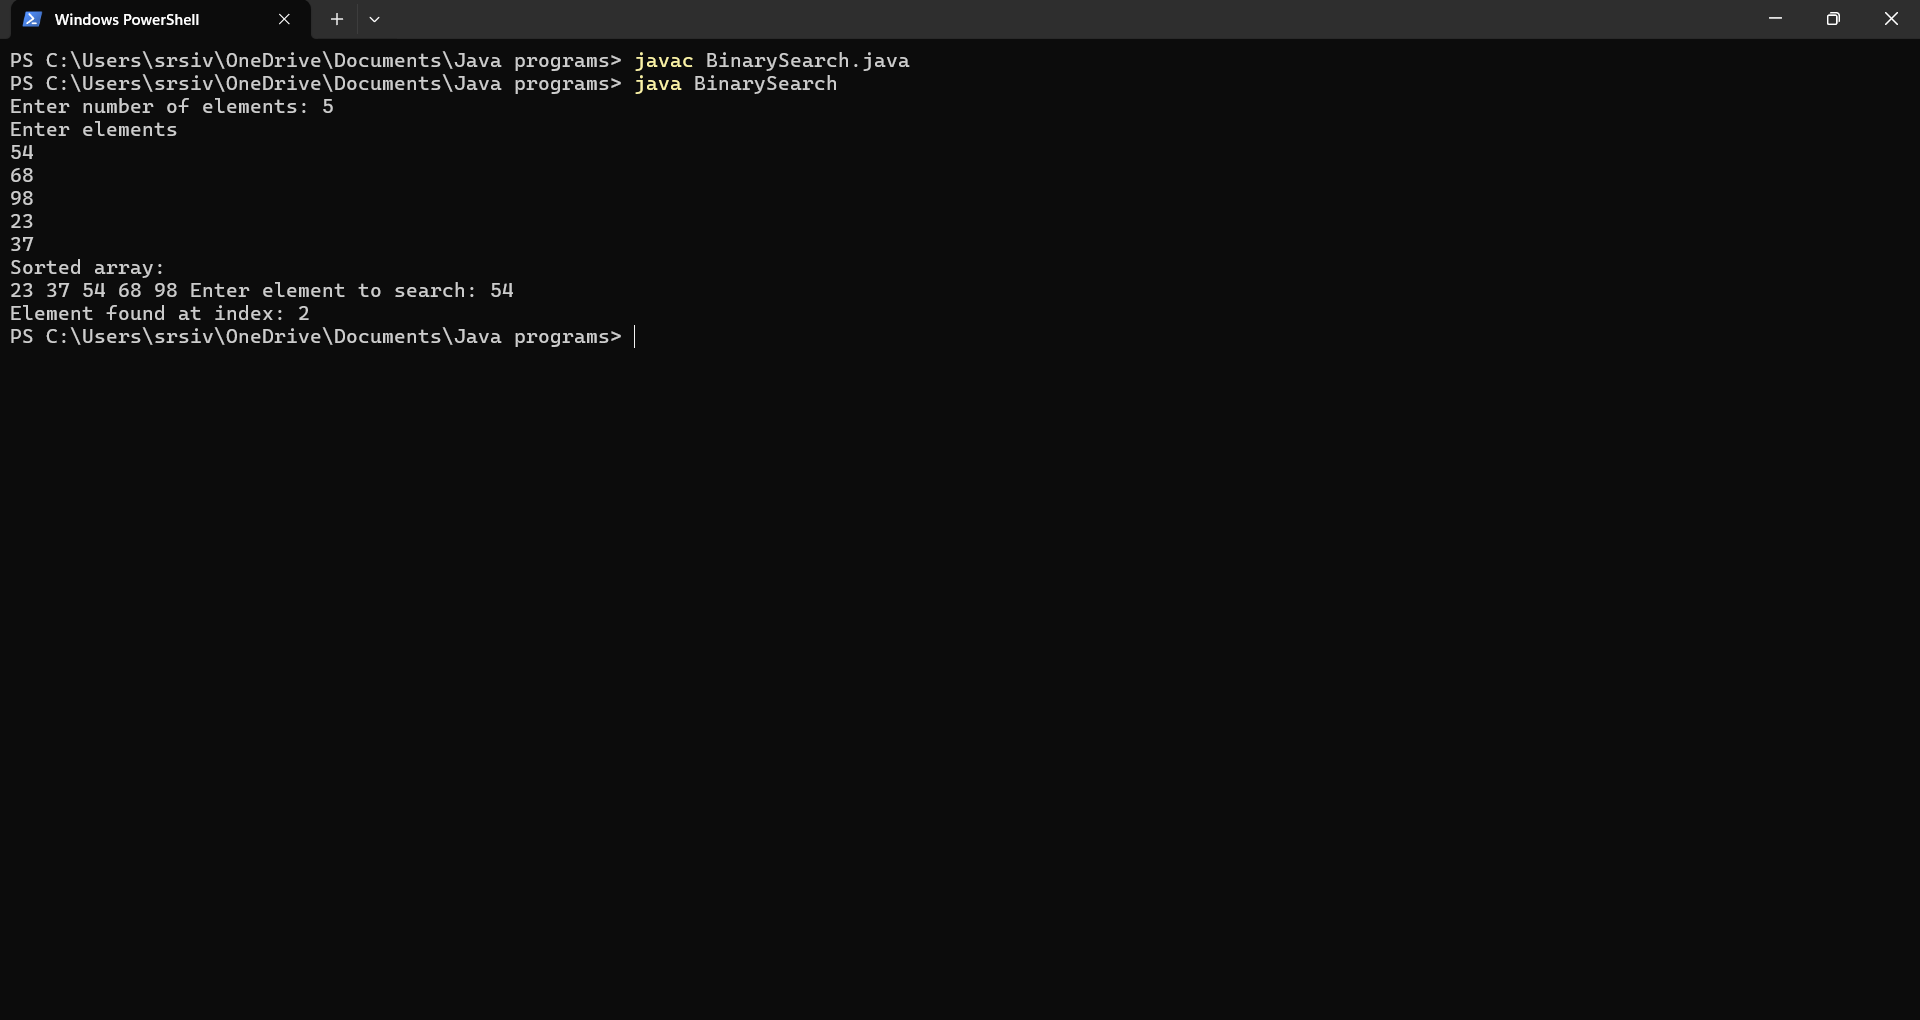 Windows PowerShell
PS C:\Users\srsiv\OneDrive\Documents\Java programs> javac BinarySearch.java
PS C:\Users\srsiv\OneDrive\Documents\Java programs> java BinarySearch
Enter number of elements: 5
Enter elements
54
68
98
23
37
Sorted array:
23 37 54 68 98 Enter element to search: 54
Element found at index: 2
PS C:\Users\srsiv\OneDrive\Documents\Java programs>